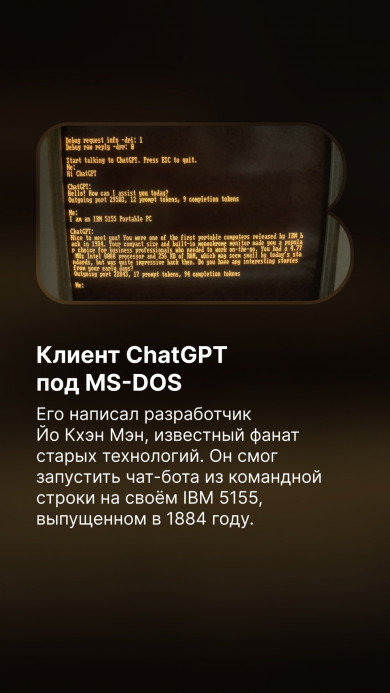 Debug request info -dri: 1
Debug raw reply -drr: 0
Start talking to ChatGPT. Press ESC to quit.
Me:
Hi ChatGPT
ChatGPT:
Hello! How can I assist you today?
Outgoing port 29503, 12 prompt tokens, 9 completion tokens
Me:
I am an IBM 5155 Portable PC
ChatGPT:
Nice to meet you! You were one of the first portable computers released by IBM b
ack in 1984. Your compact size and built-in monochrome monitor made you a popula
r choice for business professionals who needed to work on-the-go. You had a 4.77
MHz Intel 8088 processor and 256 KB of RAM, which may seem small by today's sta
ndards, but was quite impressive back then. Do you have any interesting stories
from your early days?
Outgoing port 22043, 17 prompt tokens, 94 completion tokens
Me:
Клиент ChatGPT
под MS-DOS
Его написал разработчик
Йо Кхэн Мэн, известный фанат
старых технологий. Он смог
запустить чат-бота из командной
строки на своём IBM 5155,
выпущенном в 1884 году.